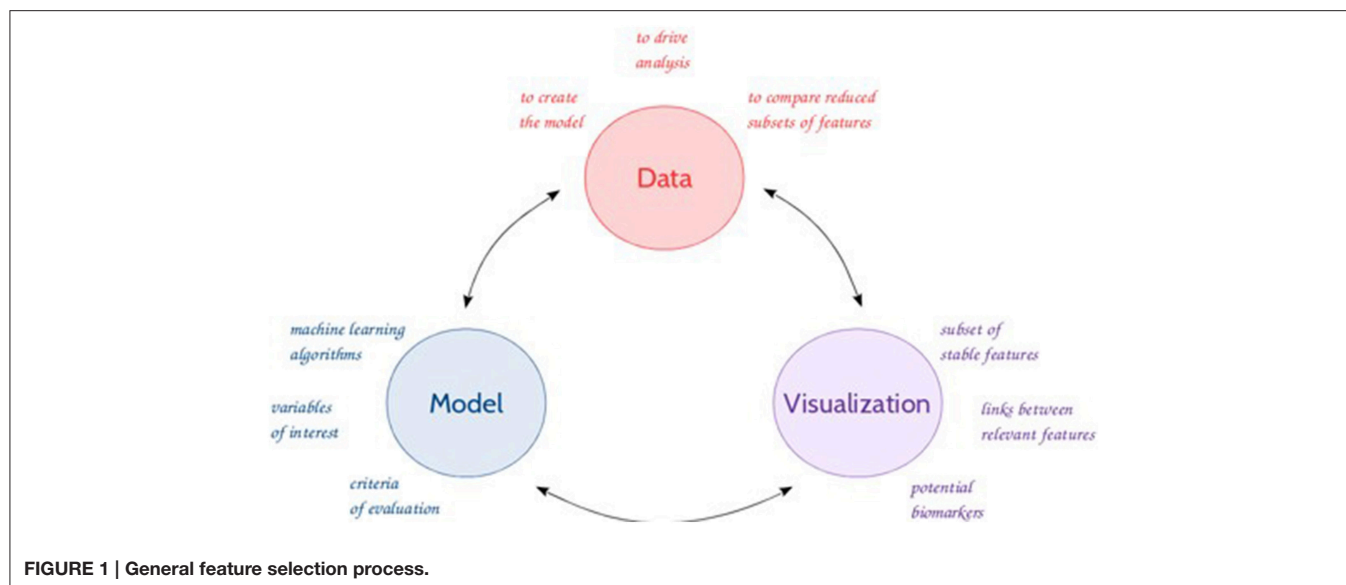 to drive
analysis
to create
the model
to compare reduced
subsets of features
Data
machine learning
algorithms
variables
of interest
criteria
of evaluation
Model
Visualization
subset of
stable features
links between
relevant features
potential
biomarkers
FIGURE 1 | General feature selection process.